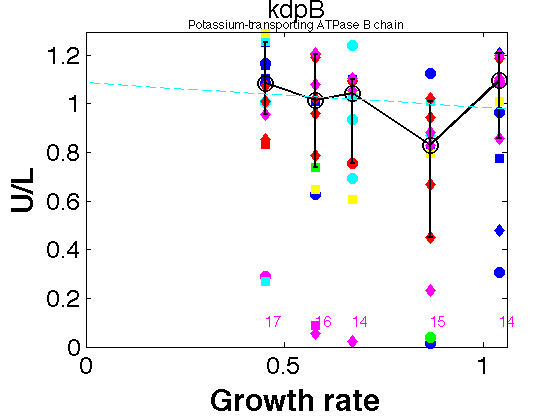 kdpB
Potassium-transporting ATPase B chain
1.2
1
0.8
0.6
0.4
0.2
0
U/L
17 16 14 15 14
0 0.5 1
Growth rate